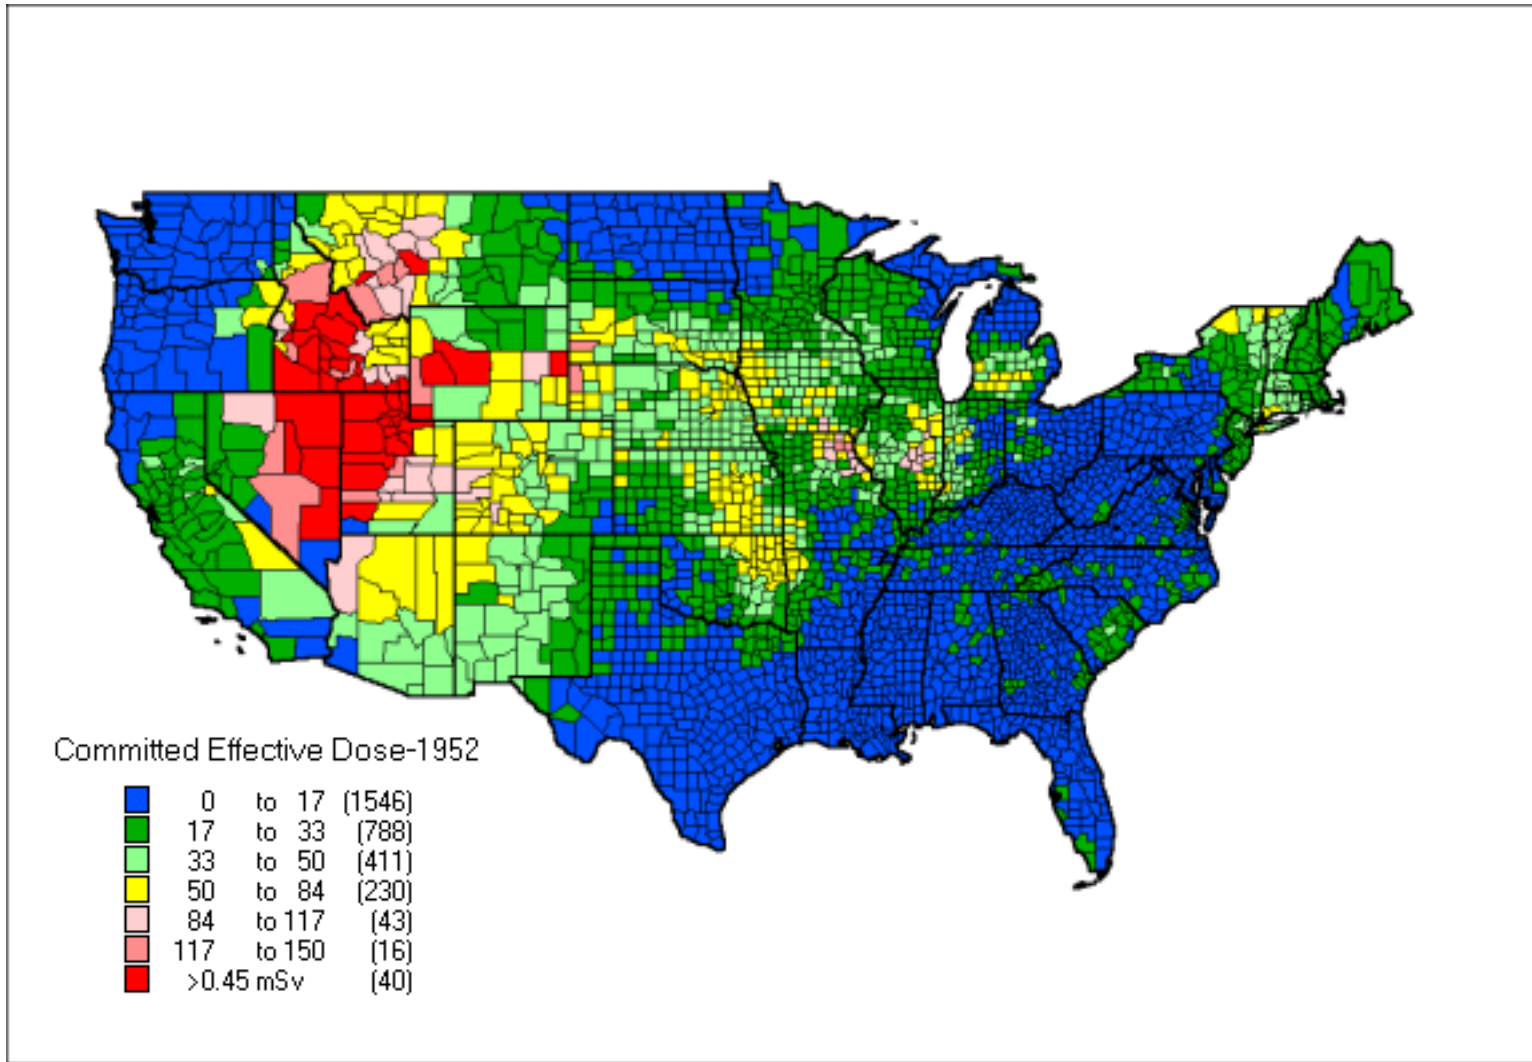 Committed Effective Dose-1952
0 to 17 (1546)
17 to 33 (788)
33 to 50 (411)
50 to 84 (230)
84 to 117 (43)
117 to 150 (16)
>0.45 mSv (40)